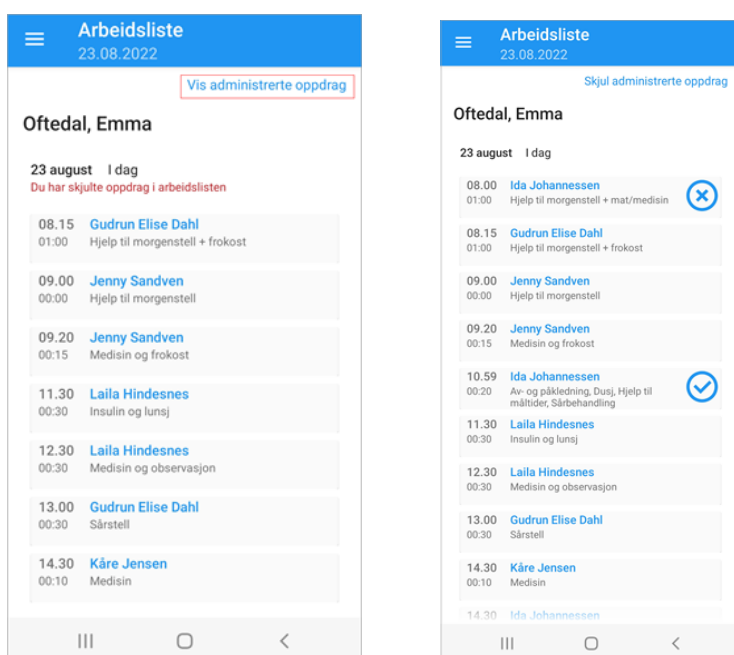 Arbeidsliste
23.08.2022
Vis administrerte oppdrag
Oftedal, Emma
23 august I dag
Du har skjulte oppdrag i arbeidslisten
08.15 Gudrun Elise Dahl
01:00 Hjelp til morgenstell + frokost
09.00 Jenny Sandven
00:00 Hjelp til morgenstell
09.20 Jenny Sandven
00:15 Medisin og frokost
11.30 Laila Hindesnes
00:30 Insulin og lunsj
12.30 Laila Hindesnes
00:30 Medisin og observasjon
13.00 Gudrun Elise Dahl
00:30 Sårstell
14.30 Kåre Jensen
00:10 Medisin
Arbeidsliste
23.08.2022
Skjul administrerte oppdrag
Oftedal, Emma
23 august I dag
08.00 Ida Johannessen
01:00 Hjelp til morgenstell + mat/medisin
08.15 Gudrun Elise Dahl
01:00 Hjelp til morgenstell + frokost
09.00 Jenny Sandven
00:00 Hjelp til morgenstell
09.20 Jenny Sandven
00:15 Medisin og frokost
10.59 Ida Johannessen
00:20 Av- og påkledning, Dusj, Hjelp til
måltider, Sårbehandling
11.30 Laila Hindesnes
00:30 Insulin og lunsj
12.30 Laila Hindesnes
00:30 Medisin og observasjon
13.00 Gudrun Elise Dahl
00:30 Sårstell
14.30 Kåre Jensen
00:10 Medisin
14.30 Ida Johannessen